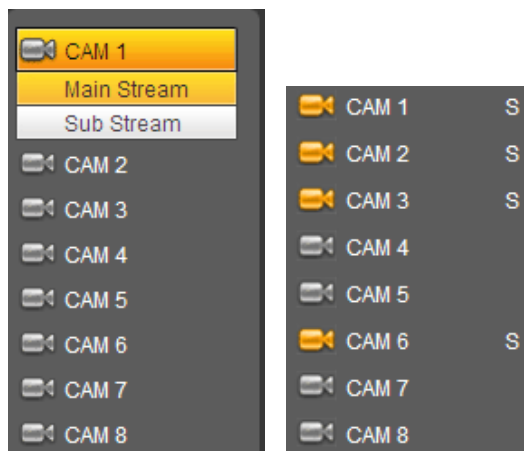 CAM 1
Main Stream
Sub Stream
CAM 2
CAM 3
CAM 4
CAM 5
CAM 6
CAM 7
CAM 8
CAM 1 S
CAM 2 S
CAM 3 S
CAM 4
CAM 5
CAM 6 S
CAM 7
CAM 8